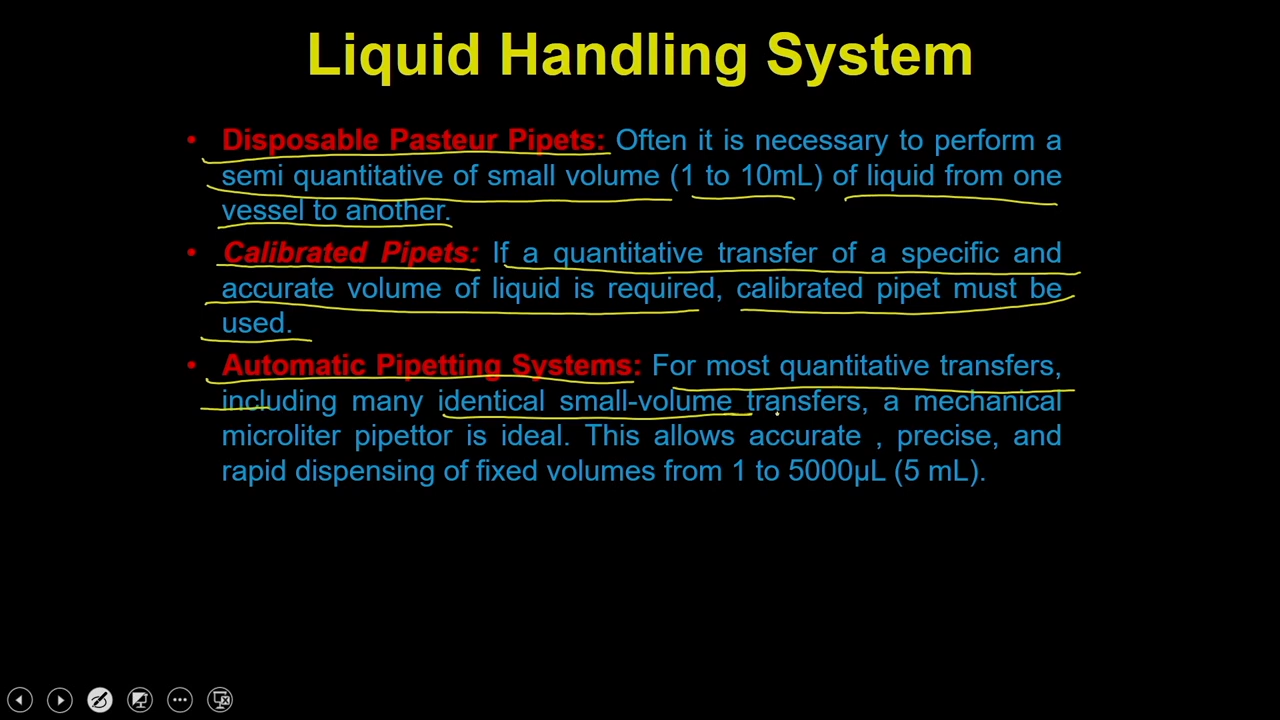 Liquid Handling System
• Disposable Pasteur Pipets: Often it is necessary to perform a
semi quantitative of small volume (1 to 10mL) of liquid from one
vessel to another.
• Calibrated Pipets: If a quantitative transfer of a specific and
accurate volume of liquid is required, calibrated pipet must be
used.
• Automatic Pipetting Systems: For most quantitative transfers,
including many identical small-volume transfers, a mechanical
microliter pipettor is ideal. This allows accurate , precise, and
rapid dispensing of fixed volumes from 1 to 5000µL (5 mL).